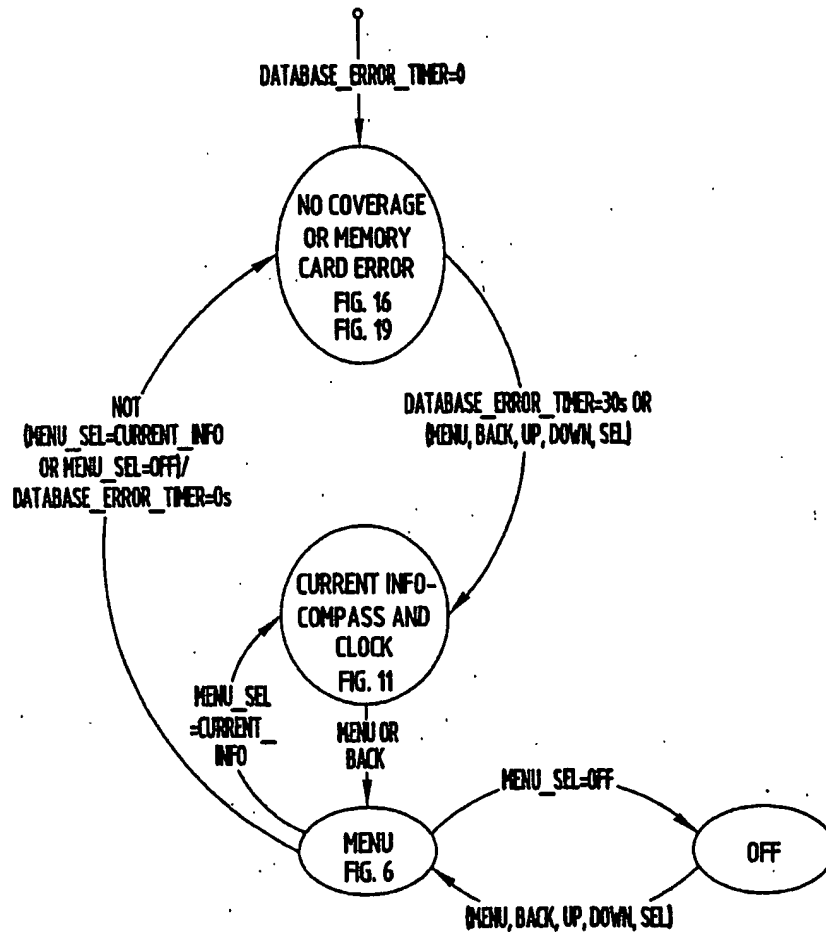 DATABASE_ERROR_TIMER=0
NO COVERAGE
OR MEMORY
CARD ERROR
FIG. 16
FIG. 19
NOT
(MENU_SEL=CURRENT_INFO
OR MENU_SEL=OFF)/
DATABASE_ERROR_TIMER=0s
DATABASE_ERROR_TIMER=30s OR
(MENU, BACK, UP, DOWN, SEL)
CURRENT INFO-
COMPASS AND
CLOCK
FIG. 11
MENU_SEL
=CURRENT_
INFO
MENU OR
BACK
MENU_SEL=OFF
MENU
FIG. 6
OFF
(MENU, BACK, UP, DOWN, SEL)